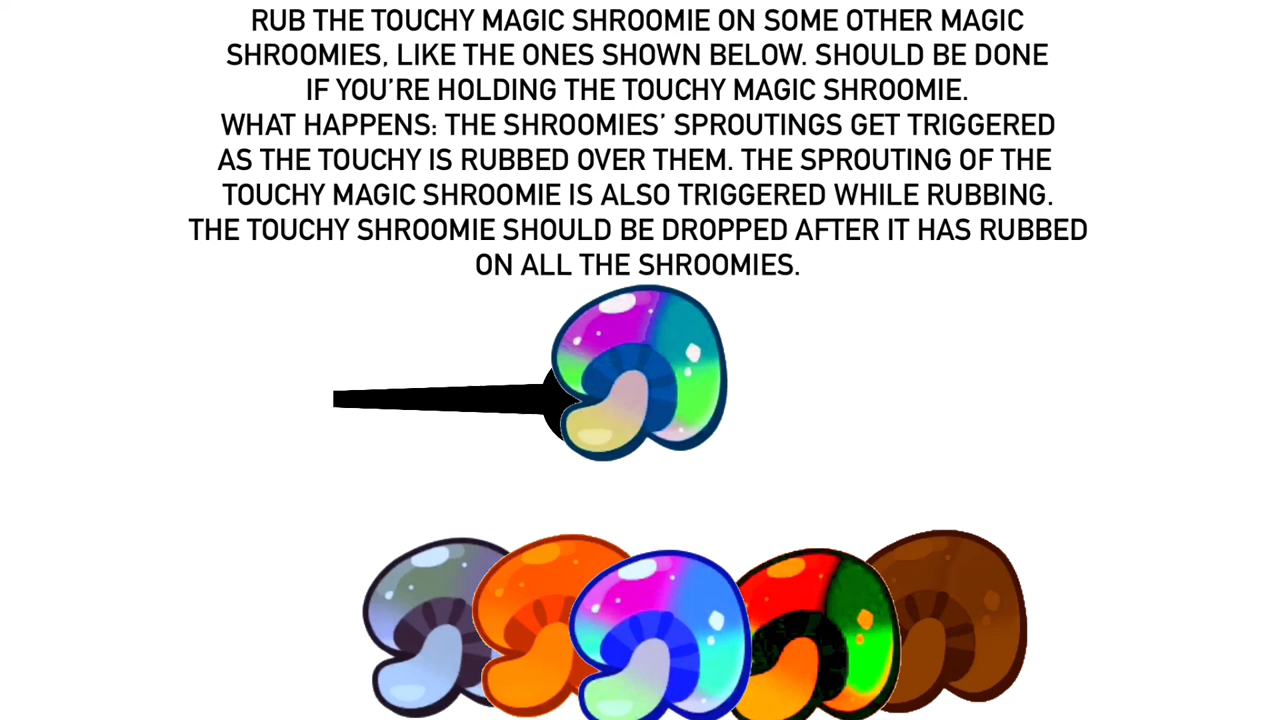 RUB THE TOUCHY MAGIC SHROOMIE ON SOME OTHER MAGIC
SHROOMIES, LIKE THE ONES SHOWN BELOW. SHOULD BE DONE
IF YOU’RE HOLDING THE TOUCHY MAGIC SHROOMIE.
WHAT HAPPENS: THE SHROOMIES’ SPROUTINGS GET TRIGGERED
AS THE TOUCHY IS RUBBED OVER THEM. THE SPROUTING OF THE
TOUCHY MAGIC SHROOMIE IS ALSO TRIGGERED WHILE RUBBING.
THE TOUCHY SHROOMIE SHOULD BE DROPPED AFTER IT HAS RUBBED
ON ALL THE SHROOMIES.